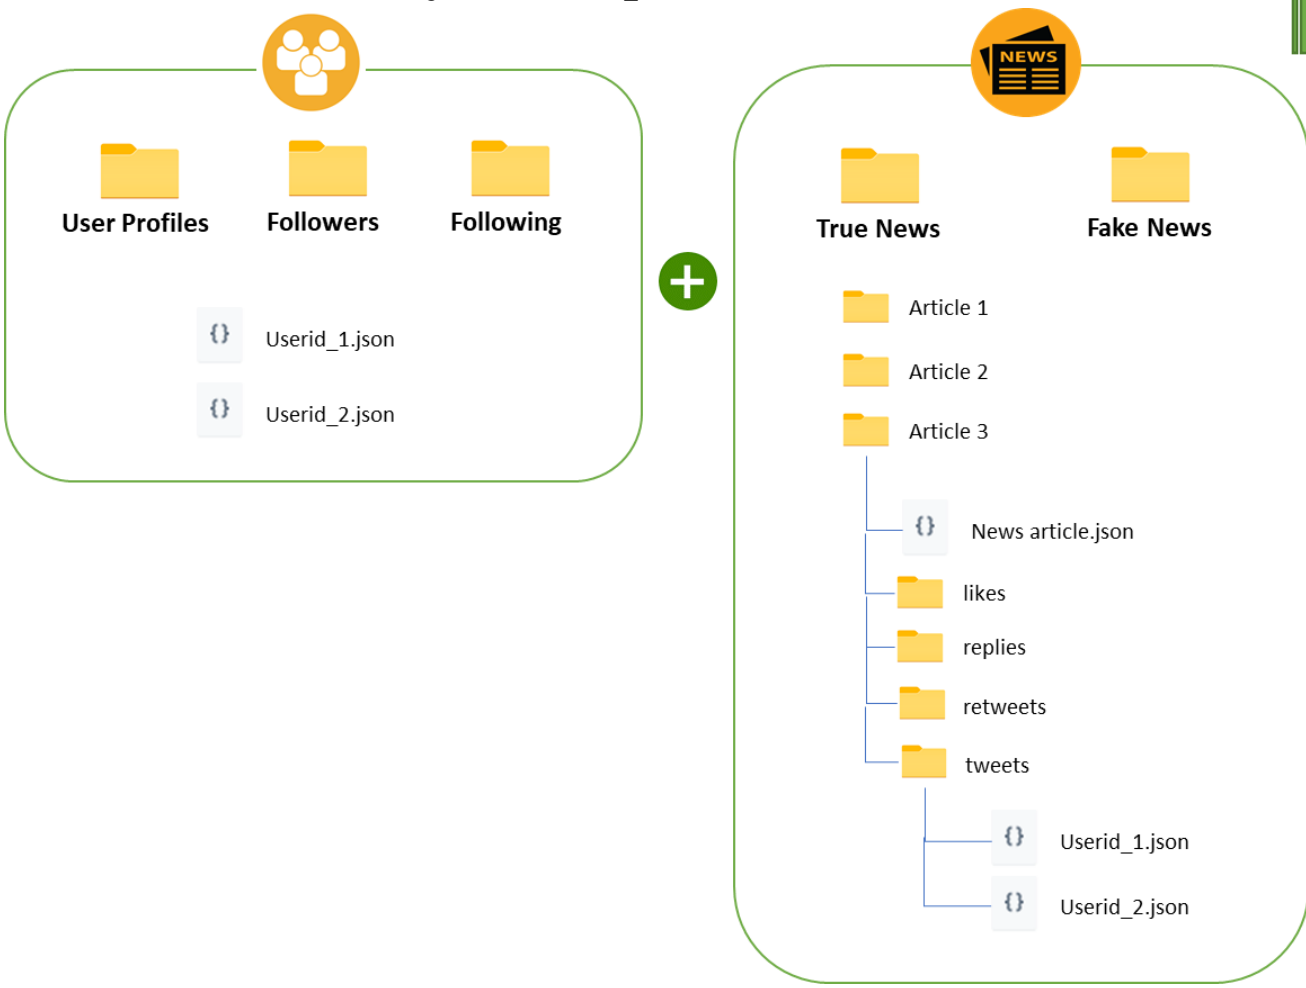 NEWS
User Profiles
Followers
Following
{} Userid_1.json
{} Userid_2.json
True News
Fake News
Article 1
Article 2
Article 3
{} News article.json
likes
replies
retweets
tweets
{} Userid_1.json
{} Userid_2.json